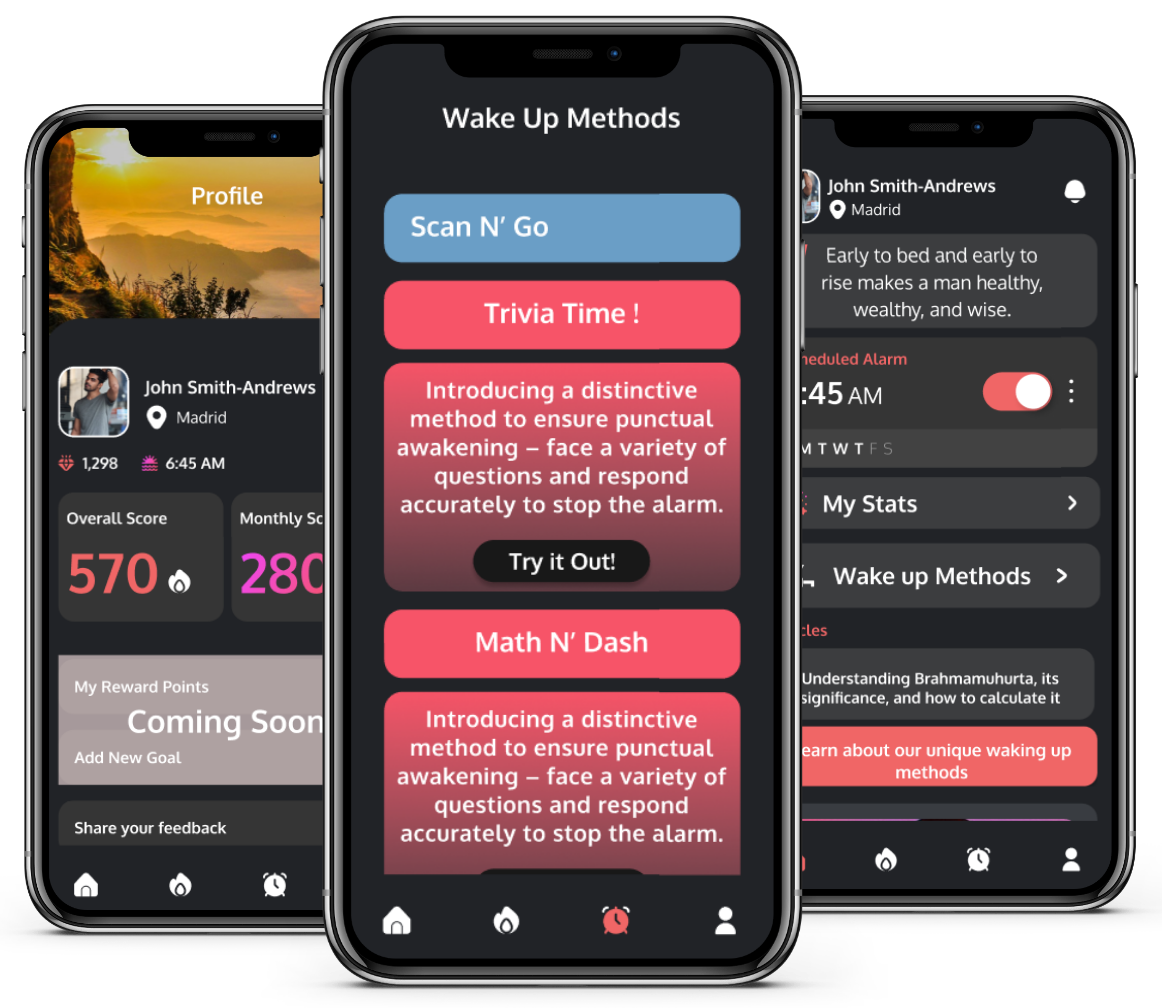 Profile
John Smith-Andrews
Madrid
1,298
6:45 AM
Overall Score
Monthly Sc
570
280
My Reward Points
Coming Soon
Add New Goal
Share your feedback
Wake Up Methods
Scan N’ Go
Trivia Time !
Introducing a distinctive
method to ensure punctual
awakening – face a variety of
questions and respond
accurately to stop the alarm.
Try it Out!
Math N’ Dash
Introducing a distinctive
method to ensure punctual
awakening – face a variety of
questions and respond
accurately to stop the alarm.
John Smith-Andrews
Madrid
Early to bed and early to
rise makes a man healthy,
wealthy, and wise.
heduled Alarm
:45 AM
M T W T F S
My Stats
Wake up Methods
cles
Understanding Brahmamuhurta, its
significance, and how to calculate it
earn about our unique waking up
methods